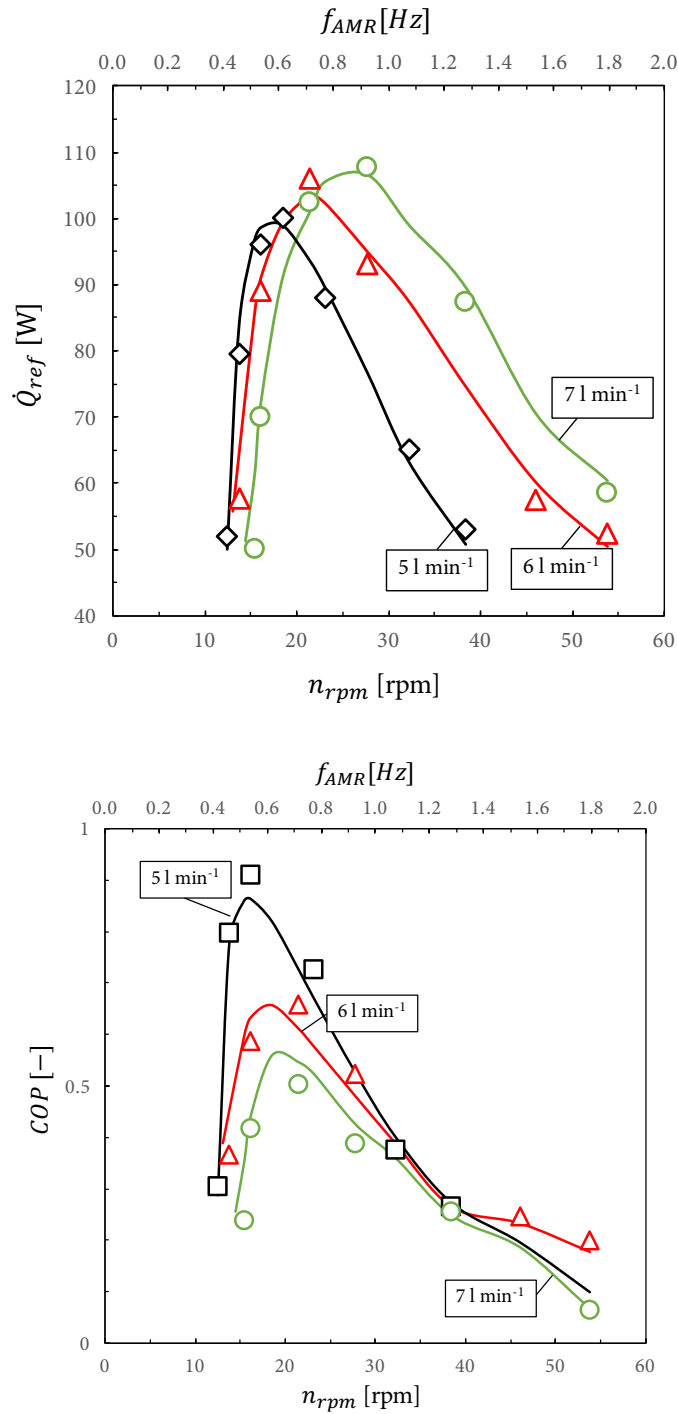 f_AMR[Hz]
0.0 0.2 0.4 0.6 0.8 1.0 1.2 1.4 1.6 1.8 2.0
120
110
100
90
80
70
60
50
40
Q̇_ref [W]
7 l min⁻¹
5 l min⁻¹
6 l min⁻¹
0 10 20 30 40 50 60
n_rpm [rpm]
f_AMR[Hz]
0.0 0.2 0.4 0.6 0.8 1.0 1.2 1.4 1.6 1.8 2.0
1
0.5
0
COP [−]
5 l min⁻¹
6 l min⁻¹
7 l min⁻¹
0 10 20 30 40 50 60
n_rpm [rpm]